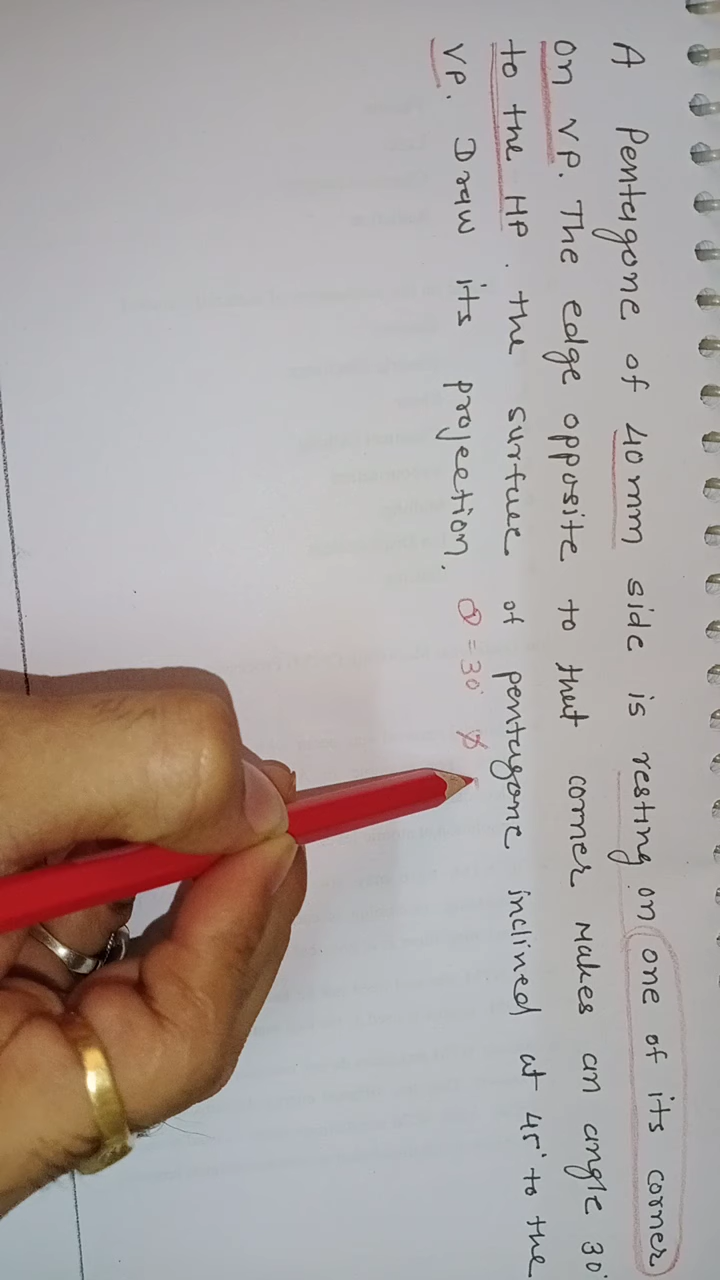 A Pentagone of 40mm side is resting on one of its corner
on VP. The edge opposite to that corner makes an angle 30°
to the HP. the surface of pentagone inclined at 45° to the
VP. Draw its projection. θ = 30° ϕ